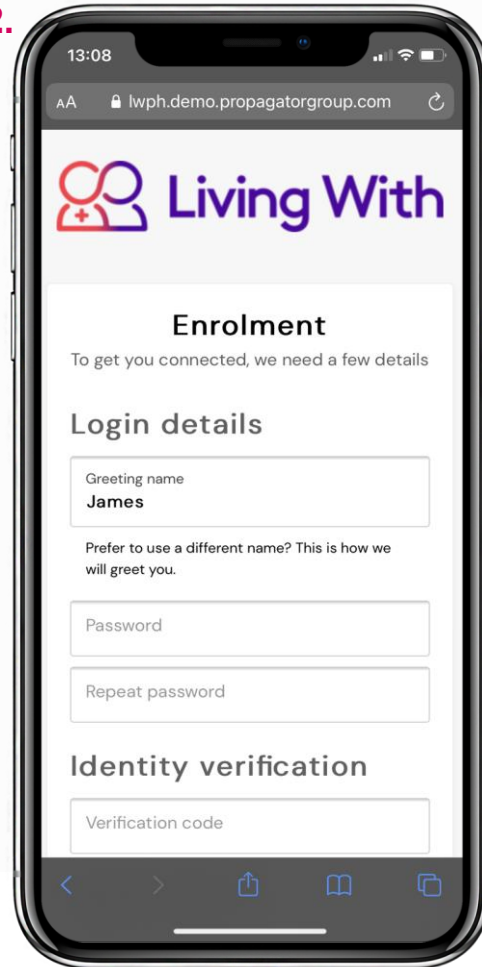 2.
13:08
AA lwph.demo.propagatorgroup.com
Living With
Enrolment
To get you connected, we need a few details
Login details
Greeting name
James
Prefer to use a different name? This is how we
will greet you.
Password
Repeat password
Identity verification
Verification code